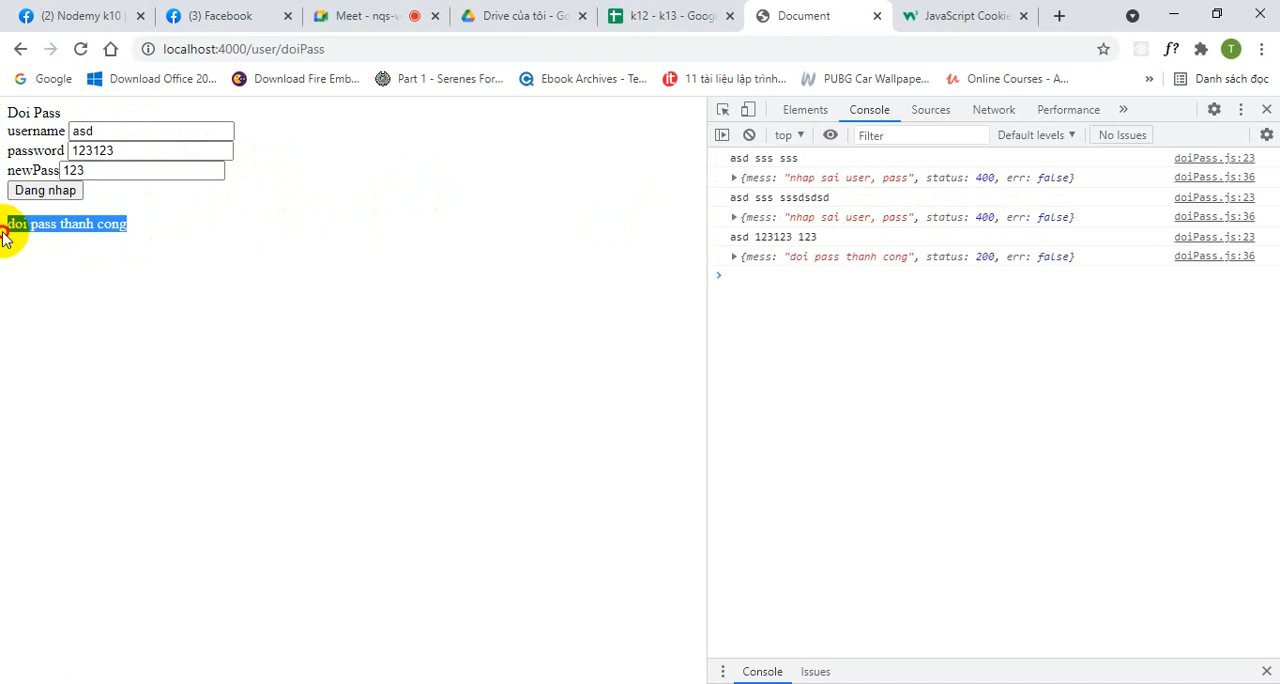 (2) Nodemy k10
(3) Facebook
Meet - nqs-v
Drive của tôi - Go
k12 - k13 - Googl
Document
JavaScript Cookie
localhost:4000/user/doiPass
Google
Download Office 20...
Download Fire Emb...
Part 1 - Serenes For...
Ebook Archives - Te...
11 tài liệu lập trình...
PUBG Car Wallpape...
Online Courses - A...
»
Danh sách đọc
Doi Pass
username asd
password 123123
newPass 123
Dang nhap
doi pass thanh cong
Elements Console Sources Network Performance »
top Filter Default levels No Issues
asd sss sss doiPass.js:23
{mess: "nhap sai user, pass", status: 400, err: false} doiPass.js:36
asd sss sssdsdsd doiPass.js:23
{mess: "nhap sai user, pass", status: 400, err: false} doiPass.js:36
asd 123123 123 doiPass.js:23
{mess: "doi pass thanh cong", status: 200, err: false} doiPass.js:36
Console Issues